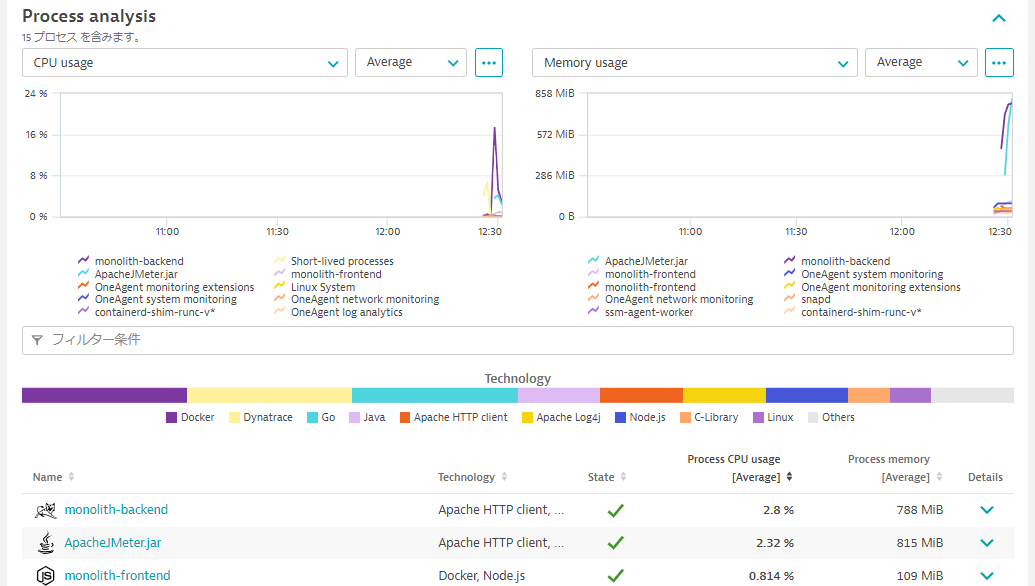 Process analysis
15 プロセス を含みます。
CPU usage Average ... Memory usage Average ...
24 % 858 MiB
16 % 572 MiB
8 % 286 MiB
0 % 0 B
11:00 11:30 12:00 12:30 11:00 11:30 12:00 12:30
monolith-backend Short-lived processes ApacheJMeter.jar monolith-backend
ApacheJMeter.jar monolith-frontend monolith-frontend OneAgent system monitoring
OneAgent monitoring extensions Linux System monolith-frontend OneAgent monitoring extensions
OneAgent system monitoring OneAgent network monitoring OneAgent network monitoring snapd
containerd-shim-runc-v* OneAgent log analytics ssm-agent-worker containerd-shim-runc-v*
フィルター条件
Technology
Docker Dynatrace Go Java Apache HTTP client Apache Log4j Node.js C-Library Linux Others
Process CPU usage Process memory
Name Technology State [Average] [Average] Details
monolith-backend Apache HTTP client, ... 2.8 % 788 MiB
ApacheJMeter.jar Apache HTTP client, ... 2.32 % 815 MiB
monolith-frontend Docker, Node.js 0.814 % 109 MiB